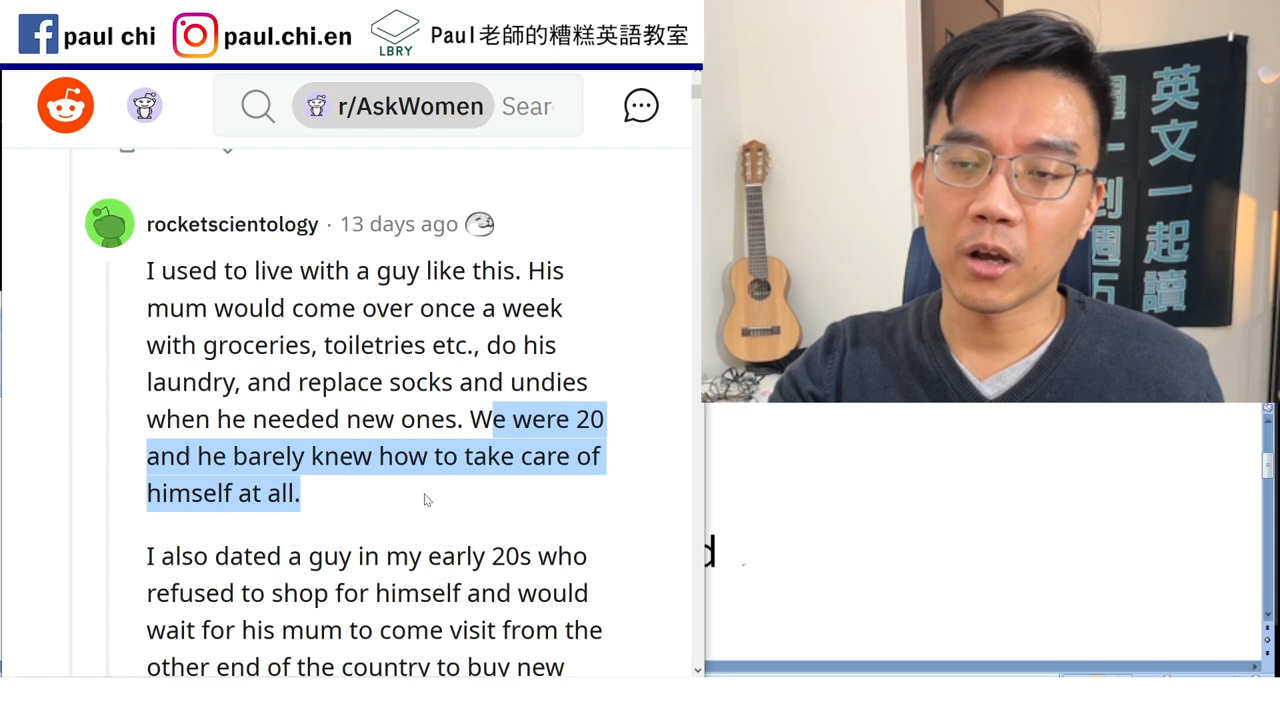 paul chi
paul.chi.en
LBRY
Paul老師的糟糕英語教室
r/AskWomen
Sear
rocketscientology · 13 days ago
I used to live with a guy like this. His
mum would come over once a week
with groceries, toiletries etc., do his
laundry, and replace socks and undies
when he needed new ones. We were 20
and he barely knew how to take care of
himself at all.
I also dated a guy in my early 20s who
refused to shop for himself and would
wait for his mum to come visit from the
other end of the country to buy new
英文一起讀
到週五
d